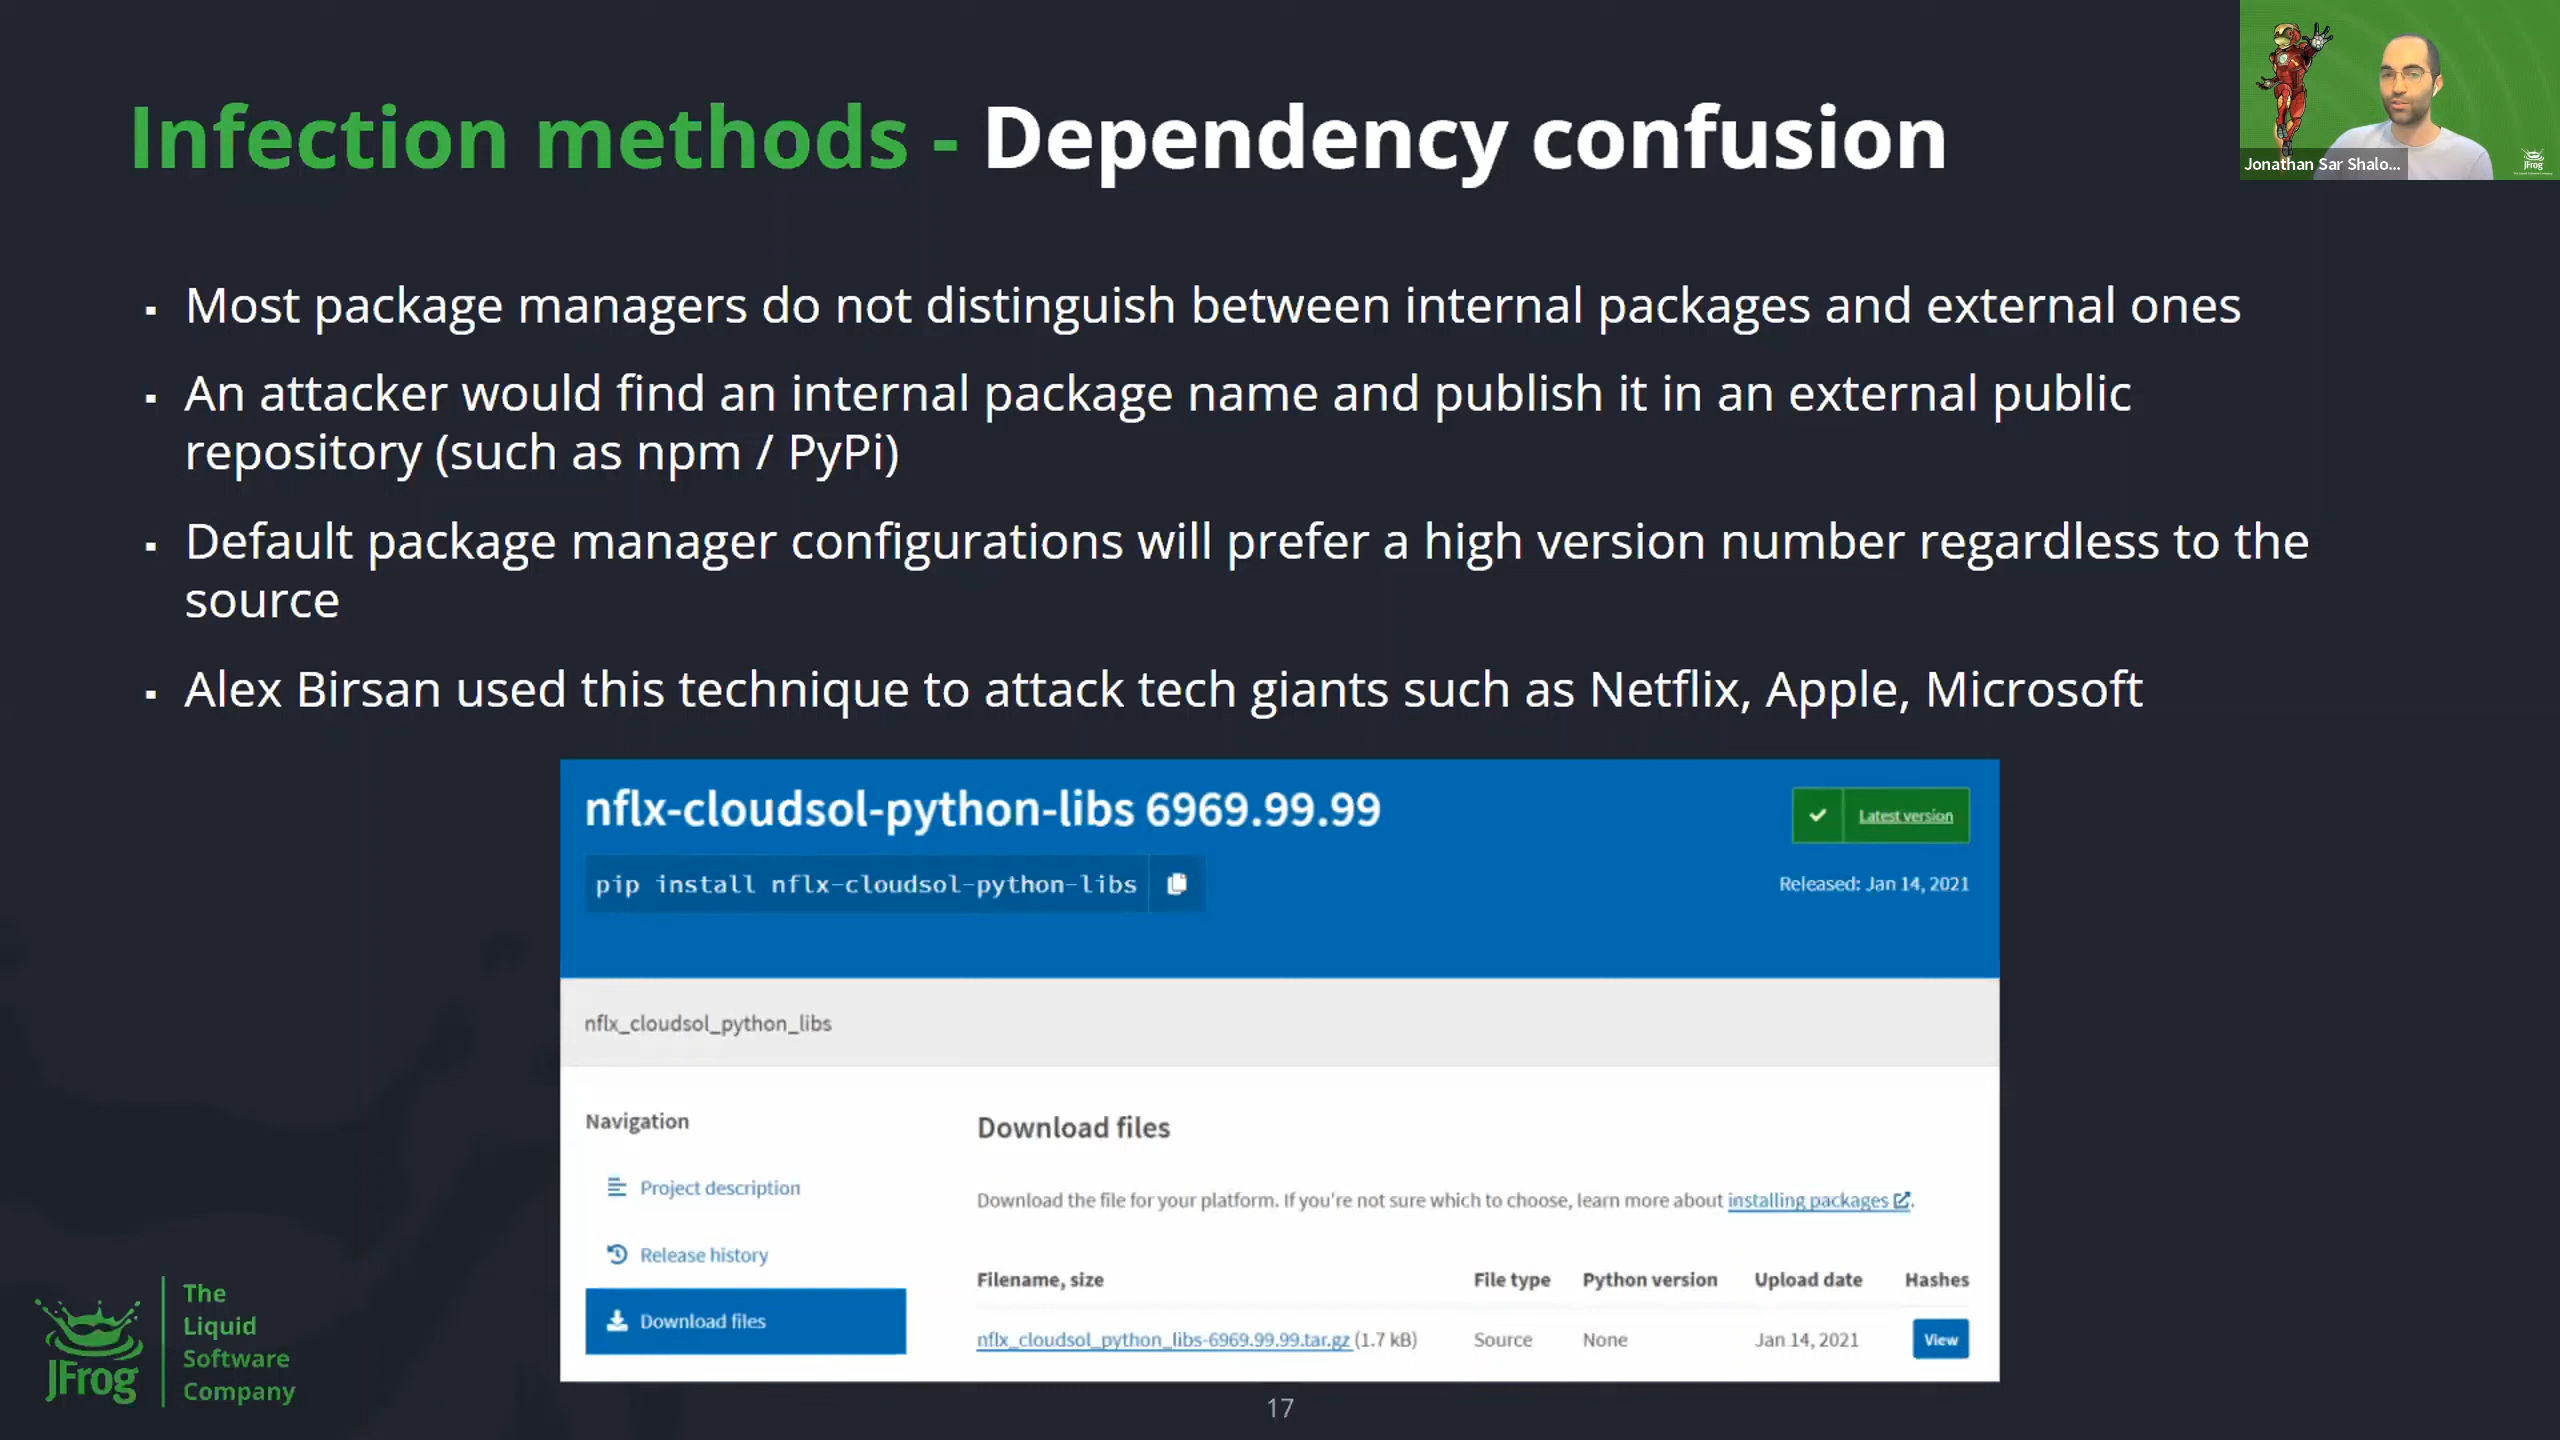 Infection methods - Dependency confusion
Jonathan Sar Shalo...
JFrog
▪ Most package managers do not distinguish between internal packages and external ones
▪ An attacker would find an internal package name and publish it in an external public
repository (such as npm / PyPi)
▪ Default package manager configurations will prefer a high version number regardless to the
source
▪ Alex Birsan used this technique to attack tech giants such as Netflix, Apple, Microsoft
nflx-cloudsol-python-libs 6969.99.99
Latest version
pip install nflx-cloudsol-python-libs
Released: Jan 14, 2021
nflx_cloudsol_python_libs
Navigation
Project description
Release history
Download files
Download files
Download the file for your platform. If you're not sure which to choose, learn more about installing packages.
Filename, size File type Python version Upload date Hashes
nflx_cloudsol_python_libs-6969.99.99.tar.gz (1.7 kB) Source None Jan 14, 2021 View
JFrog
The
Liquid
Software
Company
17